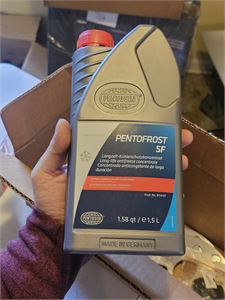 PENTOSIN
PENTOFROST
SF
Langzeit-Kühlerschutzkonzentrat
Long-life antifreeze concentrate
Concentrado anticongelante de larga
duración
PENTOSIN
1.58 qt / ℮1,5 L
MADE IN GERMANY